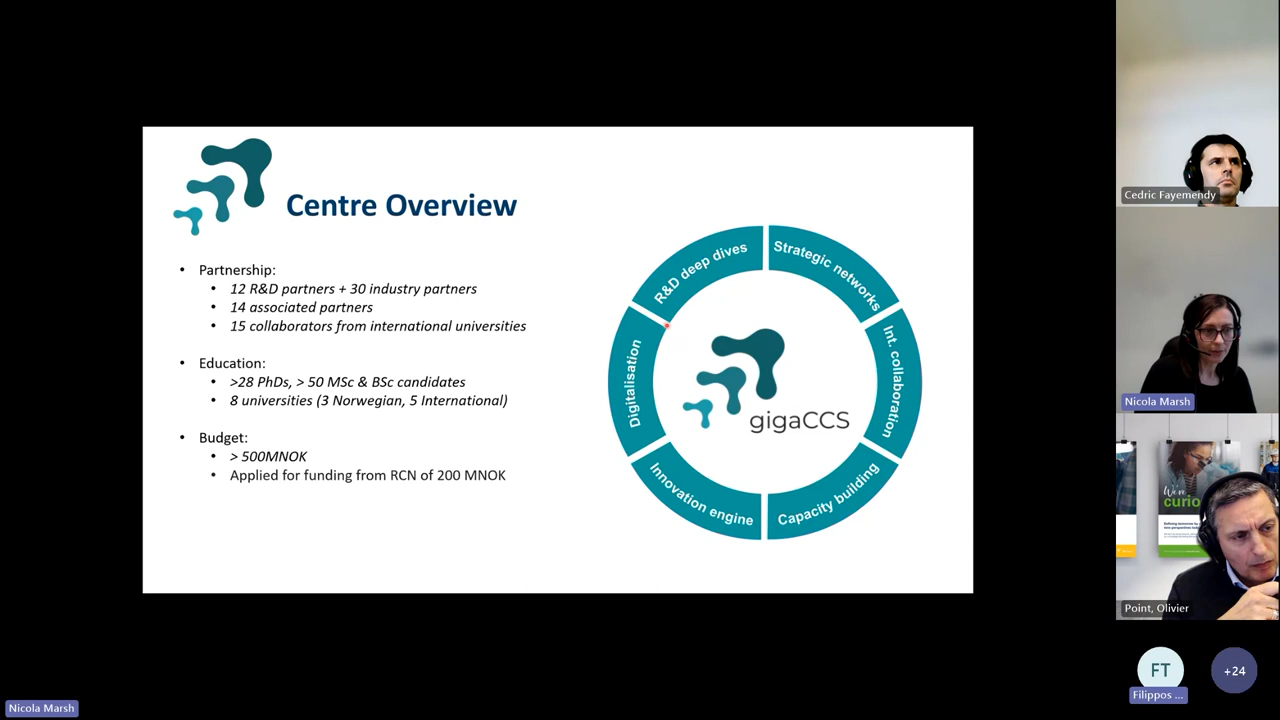 Centre Overview
• Partnership:
• 12 R&D partners + 30 industry partners
• 14 associated partners
• 15 collaborators from international universities
• Education:
• >28 PhDs, > 50 MSc & BSc candidates
• 8 universities (3 Norwegian, 5 International)
• Budget:
• > 500MNOK
• Applied for funding from RCN of 200 MNOK
R&D deep dives
Strategic networks
Int. collaboration
Capacity building
Innovation engine
Digitalisation
gigaCCS
Cedric Fayemendy
Nicola Marsh
We're
curio
Point, Olivier
FT
Filippos ...
+24
Nicola Marsh